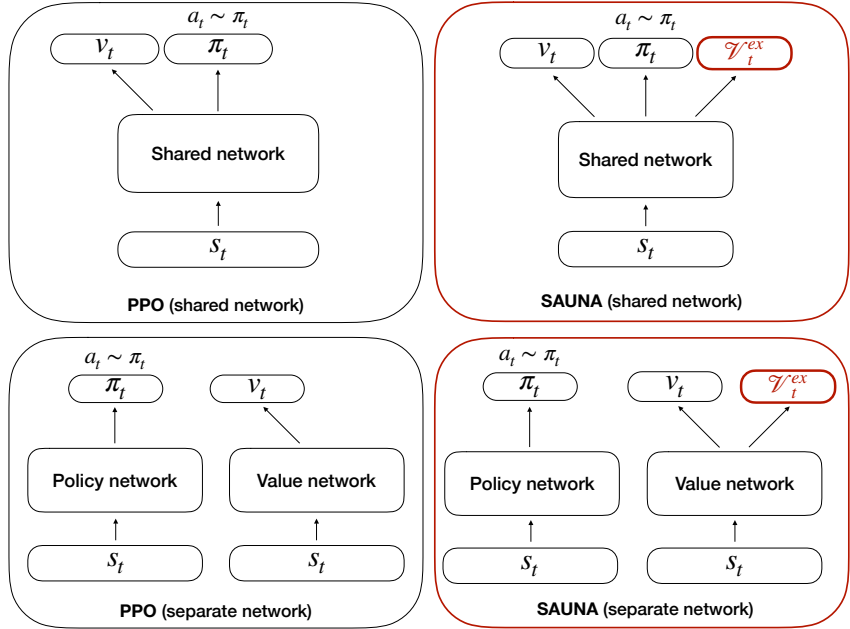 a_t ~ π_t
v_t π_t
Shared network
s_t
PPO (shared network)
a_t ~ π_t
v_t π_t 𝒱_t^{ex}
Shared network
s_t
SAUNA (shared network)
a_t ~ π_t
π_t v_t
Policy network Value network
s_t s_t
PPO (separate network)
a_t ~ π_t
π_t v_t 𝒱_t^{ex}
Policy network Value network
s_t s_t
SAUNA (separate network)